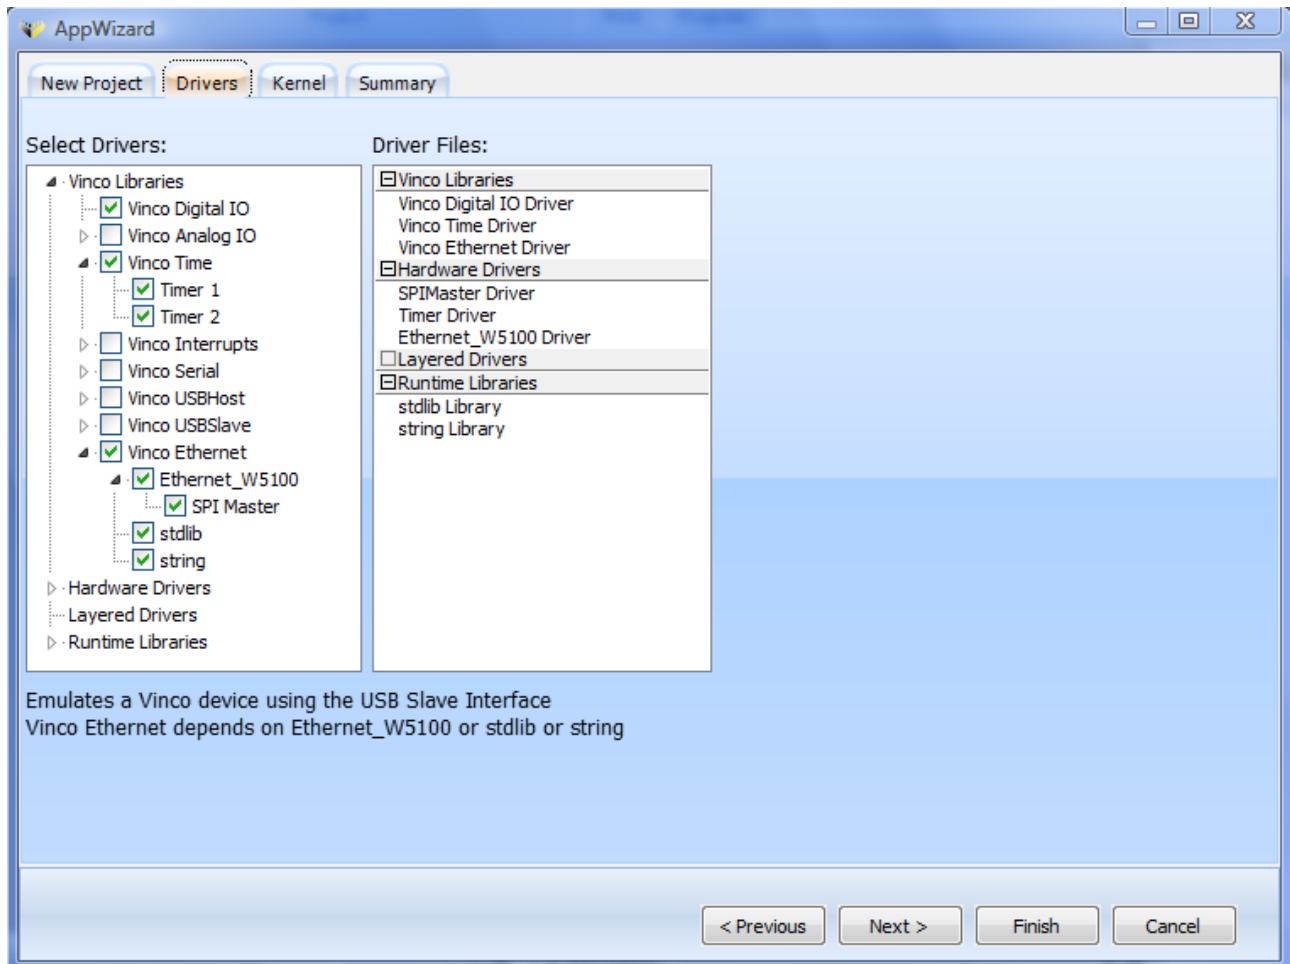 AppWizard
New Project Drivers Kernel Summary
Select Drivers:
Vinco Libraries
Vinco Digital IO
Vinco Analog IO
Vinco Time
Timer 1
Timer 2
Vinco Interrupts
Vinco Serial
Vinco USBHost
Vinco USBSlave
Vinco Ethernet
Ethernet_W5100
SPI Master
stdlib
string
Hardware Drivers
Layered Drivers
Runtime Libraries
Driver Files:
Vinco Libraries
Vinco Digital IO Driver
Vinco Time Driver
Vinco Ethernet Driver
Hardware Drivers
SPIMaster Driver
Timer Driver
Ethernet_W5100 Driver
Layered Drivers
Runtime Libraries
stdlib Library
string Library
Emulates a Vinco device using the USB Slave Interface
Vinco Ethernet depends on Ethernet_W5100 or stdlib or string
< Previous Next > Finish Cancel